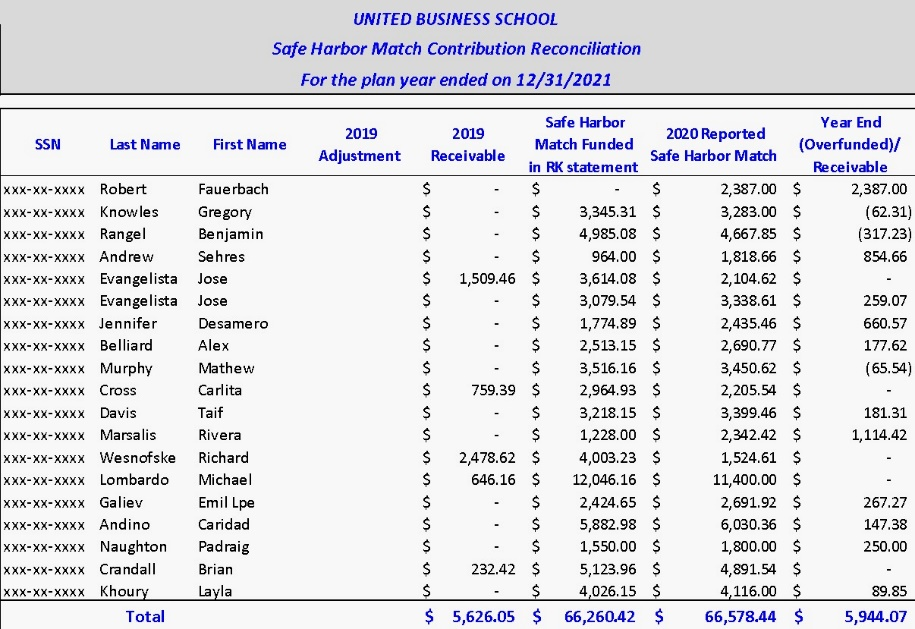 UNITED BUSINESS SCHOOL
Safe Harbor Match Contribution Reconciliation
For the plan year ended on 12/31/2021
SSN Last Name First Name 2019 Adjustment 2019 Receivable Safe Harbor Match Funded in RK statement 2020 Reported Safe Harbor Match Year End (Overfunded)/ Receivable
xxx-xx-xxxx Robert Fauerbach $ - $ - $ 2,387.00 $ 2,387.00
xxx-xx-xxxx Knowles Gregory $ - $ 3,345.31 $ 3,283.00 $ (62.31)
xxx-xx-xxxx Rangel Benjamin $ - $ 4,985.08 $ 4,667.85 $ (317.23)
xxx-xx-xxxx Andrew Sehres $ - $ 964.00 $ 1,818.66 $ 854.66
xxx-xx-xxxx Evangelista Jose $ 1,509.46 $ 3,614.08 $ 2,104.62 $ -
xxx-xx-xxxx Evangelista Jose $ - $ 3,079.54 $ 3,338.61 $ 259.07
xxx-xx-xxxx Jennifer Desamero $ - $ 1,774.89 $ 2,435.46 $ 660.57
xxx-xx-xxxx Belliard Alex $ - $ 2,513.15 $ 2,690.77 $ 177.62
xxx-xx-xxxx Murphy Mathew $ - $ 3,516.16 $ 3,450.62 $ (65.54)
xxx-xx-xxxx Cross Carlita $ 759.39 $ 2,964.93 $ 2,205.54 $ -
xxx-xx-xxxx Davis Taif $ - $ 3,218.15 $ 3,399.46 $ 181.31
xxx-xx-xxxx Marsalis Rivera $ - $ 1,228.00 $ 2,342.42 $ 1,114.42
xxx-xx-xxxx Wesnofske Richard $ 2,478.62 $ 4,003.23 $ 1,524.61 $ -
xxx-xx-xxxx Lombardo Michael $ 646.16 $ 12,046.16 $ 11,400.00 $ -
xxx-xx-xxxx Galiev Emil Lpe $ - $ 2,424.65 $ 2,691.92 $ 267.27
xxx-xx-xxxx Andino Caridad $ - $ 5,882.98 $ 6,030.36 $ 147.38
xxx-xx-xxxx Naughton Padraig $ - $ 1,550.00 $ 1,800.00 $ 250.00
xxx-xx-xxxx Crandall Brian $ 232.42 $ 5,123.96 $ 4,891.54 $ -
xxx-xx-xxxx Khoury Layla $ - $ 4,026.15 $ 4,116.00 $ 89.85
Total $ 5,626.05 $ 66,260.42 $ 66,578.44 $ 5,944.07